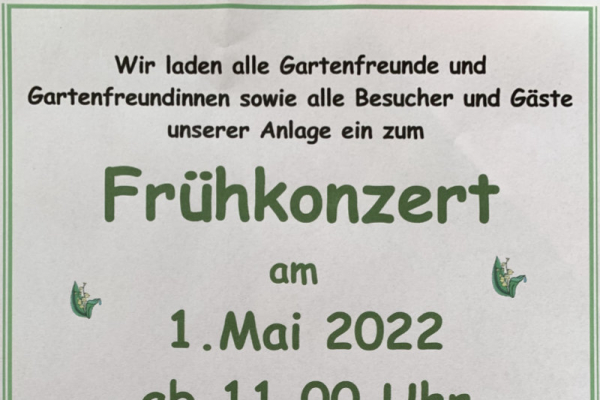 Wir laden alle Gartenfreunde und
Gartenfreundinnen sowie alle Besucher und Gäste
unserer Anlage ein zum
Frühkonzert
am
1.Mai 2022
ab 11.00 Uhr